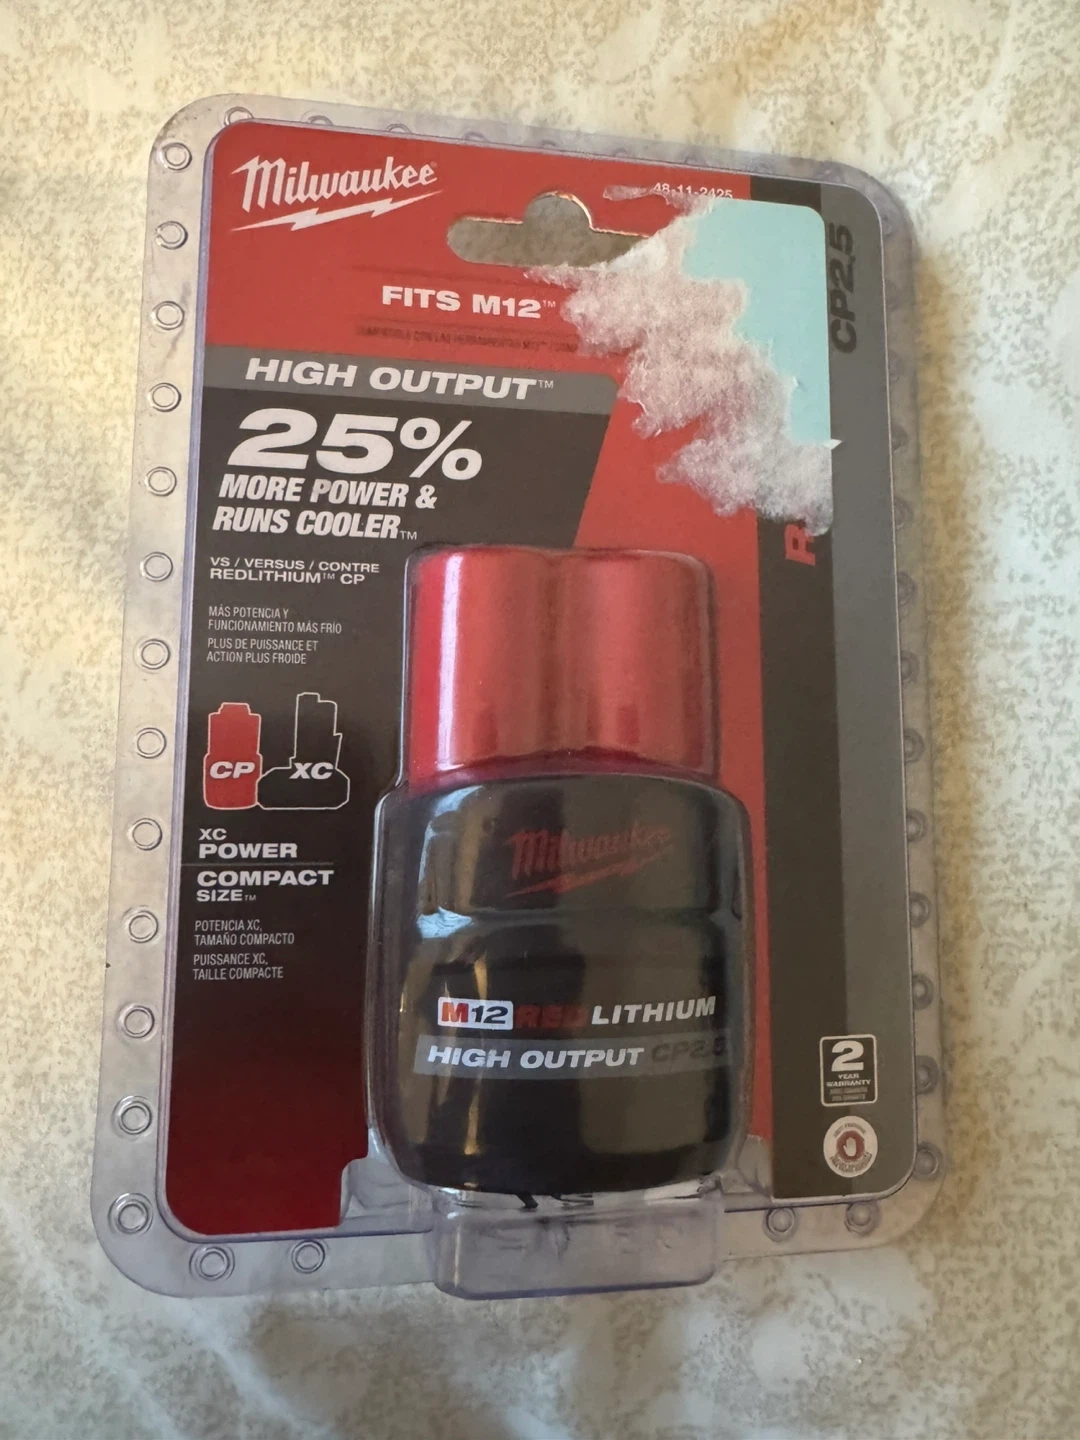 Milwaukee
48-11-2425
FITS M12™
HIGH OUTPUT™
25%
MORE POWER &
RUNS COOLER™
VS / VERSUS / CONTRE
REDLITHIUM™ CP
MÁS POTENCIA Y
FUNCIONAMIENTO MÁS FRÍO
PLUS DE PUISSANCE ET
ACTION PLUS FROIDE
CP XC
XC
POWER
COMPACT
SIZE™
POTENCIA XC,
TAMAÑO COMPACTO
PUISSANCE XC,
TAILLE COMPACTE
CP2.5
R
Milwaukee
M12 RED LITHIUM
HIGH OUTPUT CP2.5
2
YEAR
WARRANTY